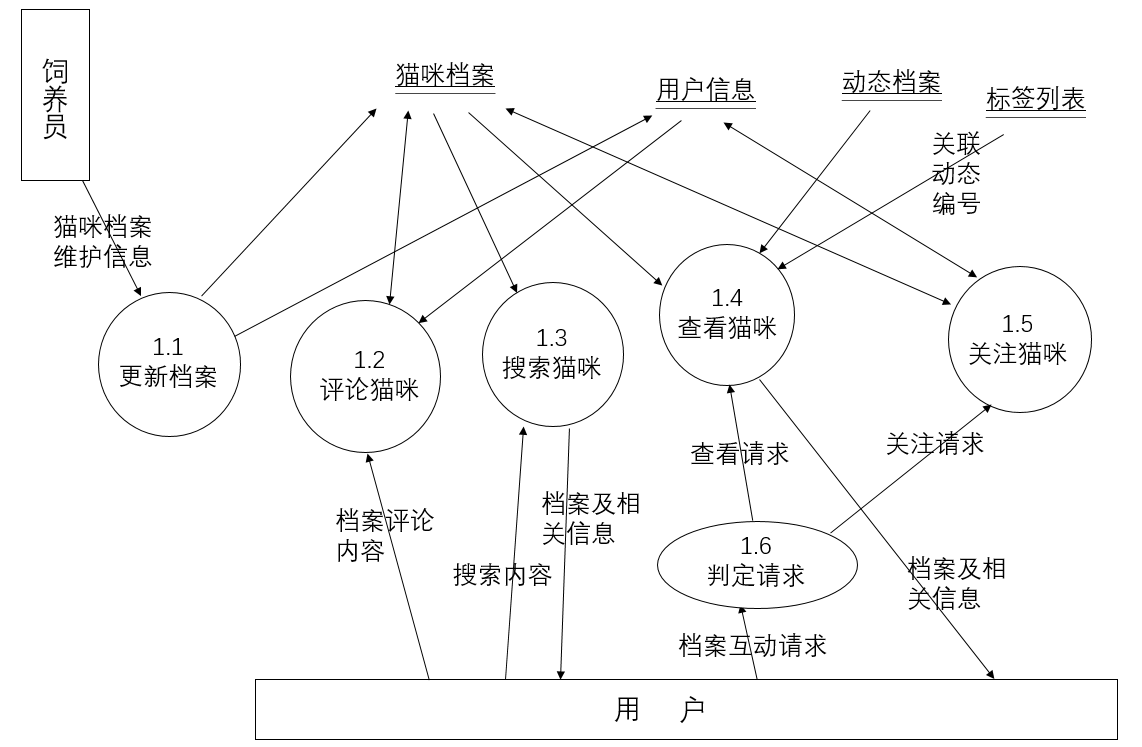 饲养员
猫咪档案
用户信息
动态档案
标签列表
关联
动态
编号
猫咪档案
维护信息
1.1
更新档案
1.2
评论猫咪
1.3
搜索猫咪
1.4
查看猫咪
1.5
关注猫咪
查看请求
关注请求
档案评论
内容
搜索内容
档案及相
关信息
1.6
判定请求
档案及相
关信息
档案互动请求
用 户